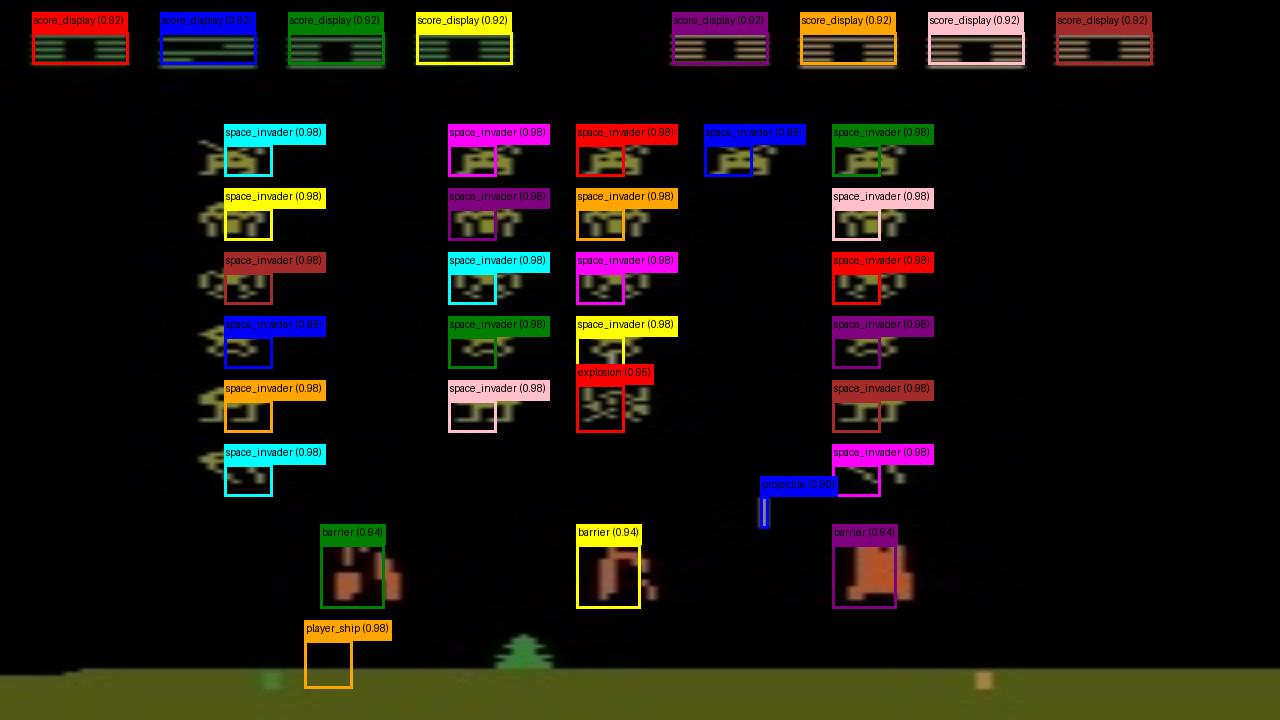 score_display (0.92) score_display (0.92) score_display (0.92) score_display (0.92) score_display (0.92) score_display (0.92) score_display (0.92) score_display (0.92)
space_invader (0.98) space_invader (0.98) space_invader (0.98) space_invader (0.98) space_invader (0.98)
space_invader (0.98) space_invader (0.98) space_invader (0.98) space_invader (0.98)
space_invader (0.98) space_invader (0.98) space_invader (0.98) space_invader (0.98)
space_invader (0.98) space_invader (0.98) space_invader (0.98) space_invader (0.98)
explosion (0.96)
space_invader (0.98) space_invader (0.98) space_invader (0.98)
space_invader (0.98) space_invader (0.98)
projectile (0.90)
barrier (0.94) barrier (0.94) barrier (0.94)
player_ship (0.98)